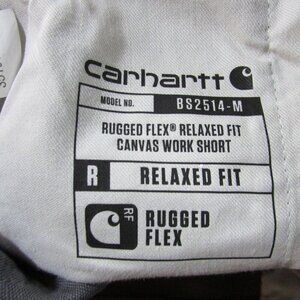 carhartt
MODEL NO. BS2514-M
RUGGED FLEX® RELAXED FIT
CANVAS WORK SHORT
R RELAXED FIT
RF RUGGED
FLEX